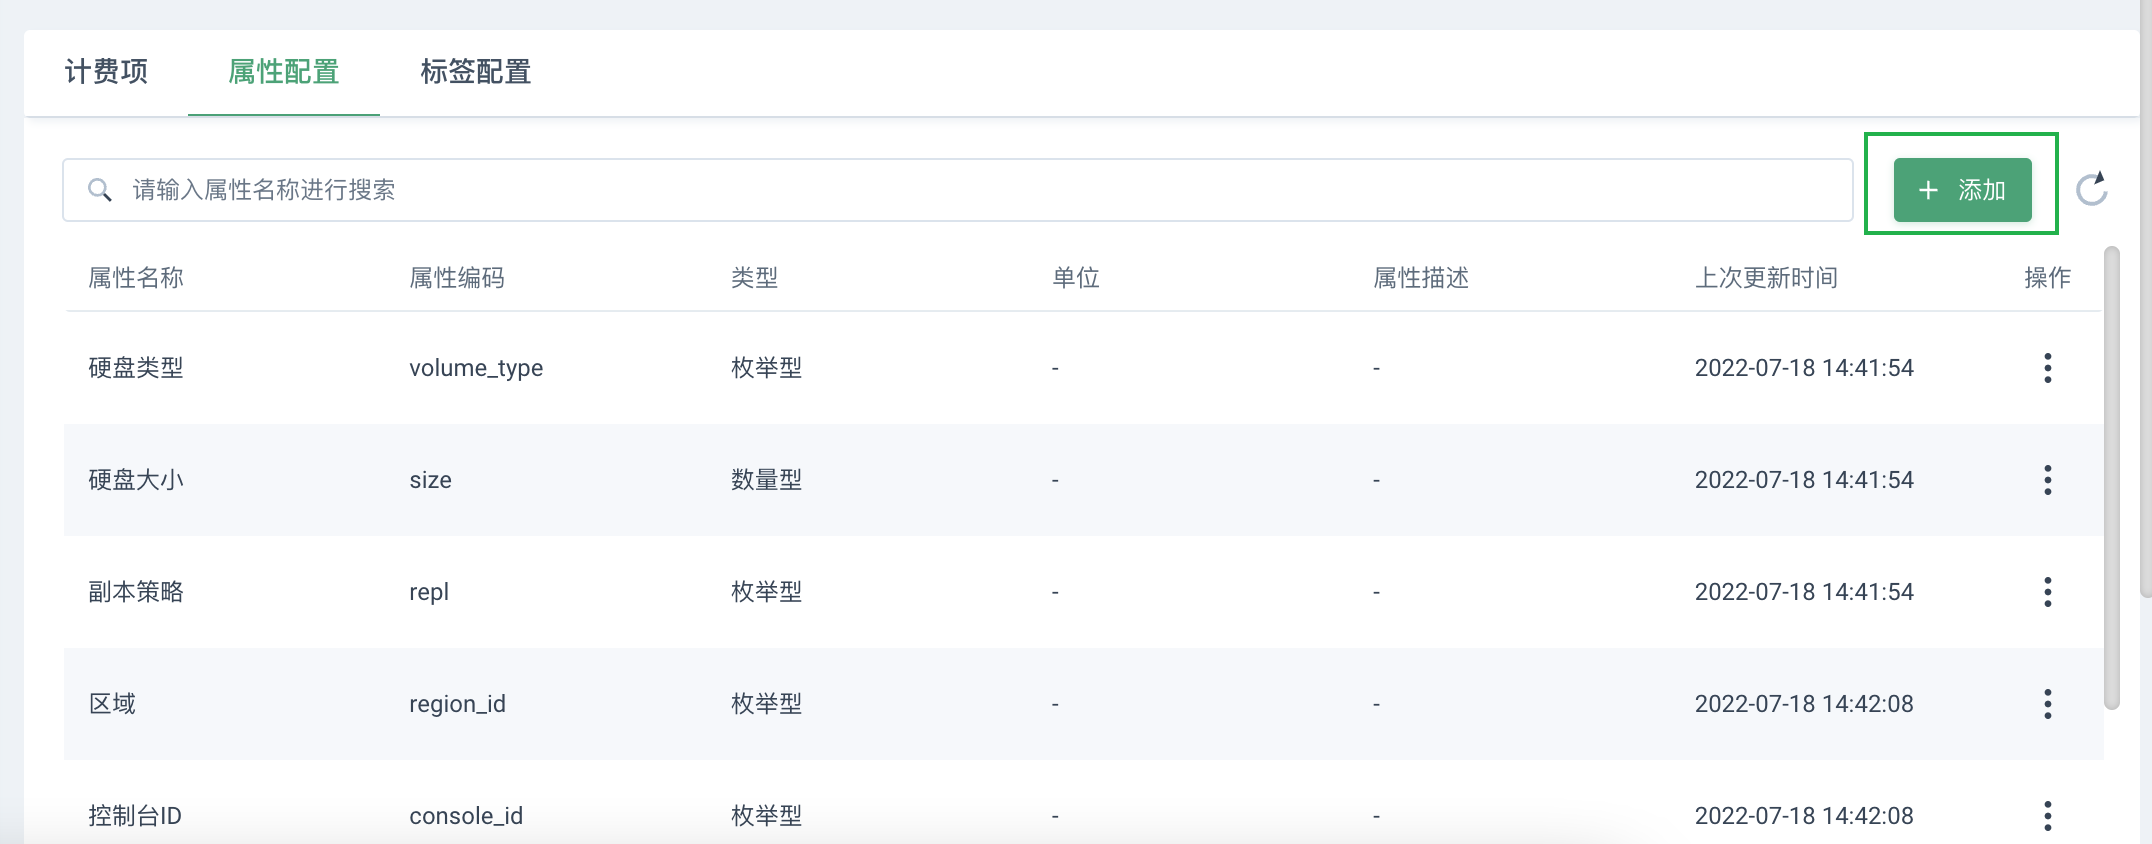 计费项 属性配置 标签配置
请输入属性名称进行搜索 + 添加
属性名称 属性编码 类型 单位 属性描述 上次更新时间 操作
硬盘类型 volume_type 枚举型 - - 2022-07-18 14:41:54
硬盘大小 size 数量型 - - 2022-07-18 14:41:54
副本策略 repl 枚举型 - - 2022-07-18 14:41:54
区域 region_id 枚举型 - - 2022-07-18 14:42:08
控制台ID console_id 枚举型 - - 2022-07-18 14:42:08